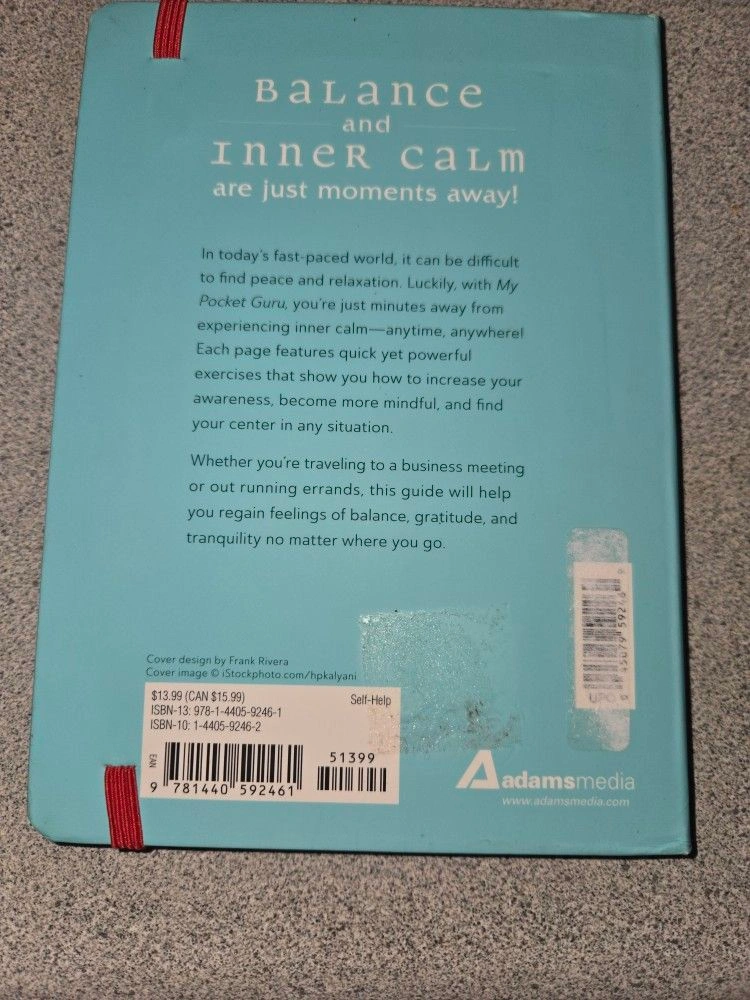 BaLance
and
Inner CaLm
are just moments away!
In today's fast-paced world, it can be difficult
to find peace and relaxation. Luckily, with My
Pocket Guru, you're just minutes away from
experiencing inner calm—anytime, anywhere!
Each page features quick yet powerful
exercises that show you how to increase your
awareness, become more mindful, and find
your center in any situation.
Whether you're traveling to a business meeting
or out running errands, this guide will help
you regain feelings of balance, gratitude, and
tranquility no matter where you go.
Cover design by Frank Rivera
Cover image © iStockphoto.com/hpkalyani
$13.99 (CAN $15.99)
Self-Help
ISBN-13: 978-1-4405-9246-1
ISBN-10: 1-4405-9246-2
EAN
51399
9 781440 592461
adamsmedia
www.adamsmedia.com
UPC